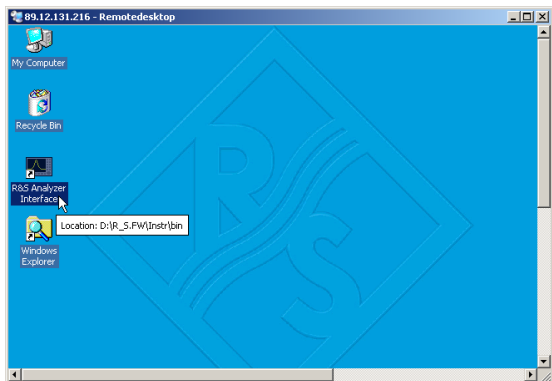 89.12.131.216 - Remotedesktop
My Computer
Recycle Bin
R&S Analyzer
Interface
Location: D:\R_S.FW\Instr\bin
Windows
Explorer
R
S